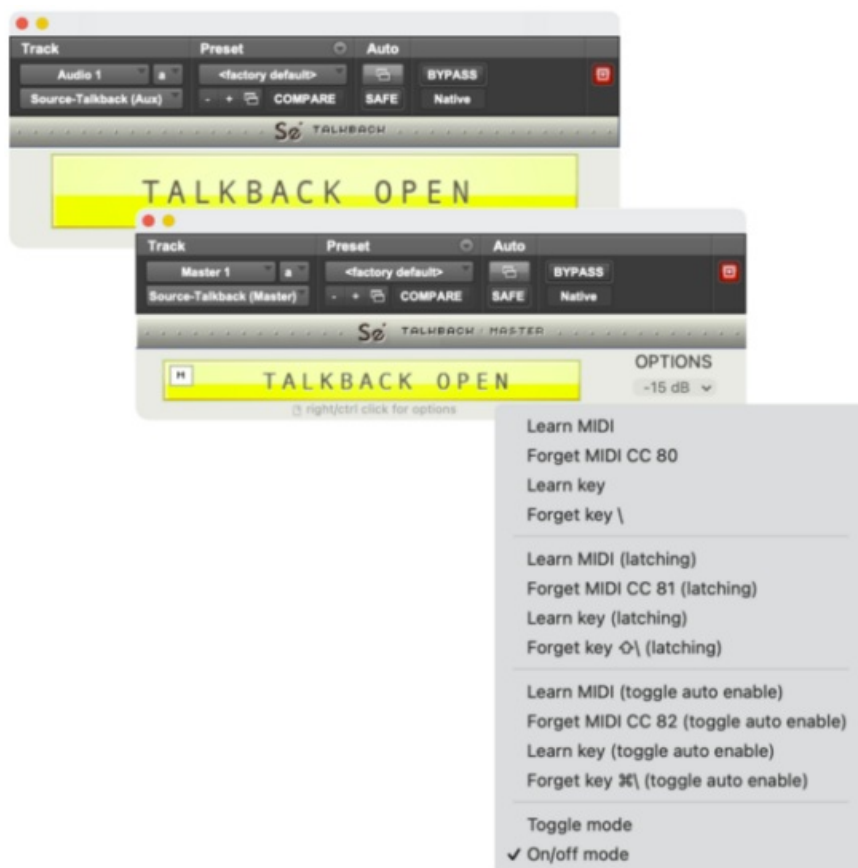 Track Preset Auto
Audio 1 a <factory default> BYPASS
Source-Talkback (Aux) - + COMPARE SAFE Native
Sø TALKBACK
TALKBACK OPEN
Track Preset Auto
Master 1 a <factory default> BYPASS
Source-Talkback (Master) - + COMPARE SAFE Native
Sø TALKBACK : MASTER
OPTIONS
H TALKBACK OPEN
-15 dB
right/ctrl click for options
Learn MIDI
Forget MIDI CC 80
Learn key
Forget key \
Learn MIDI (latching)
Forget MIDI CC 81 (latching)
Learn key (latching)
Forget key ⇧\ (latching)
Learn MIDI (toggle auto enable)
Forget MIDI CC 82 (toggle auto enable)
Learn key (toggle auto enable)
Forget key ⌘\ (toggle auto enable)
Toggle mode
✓ On/off mode